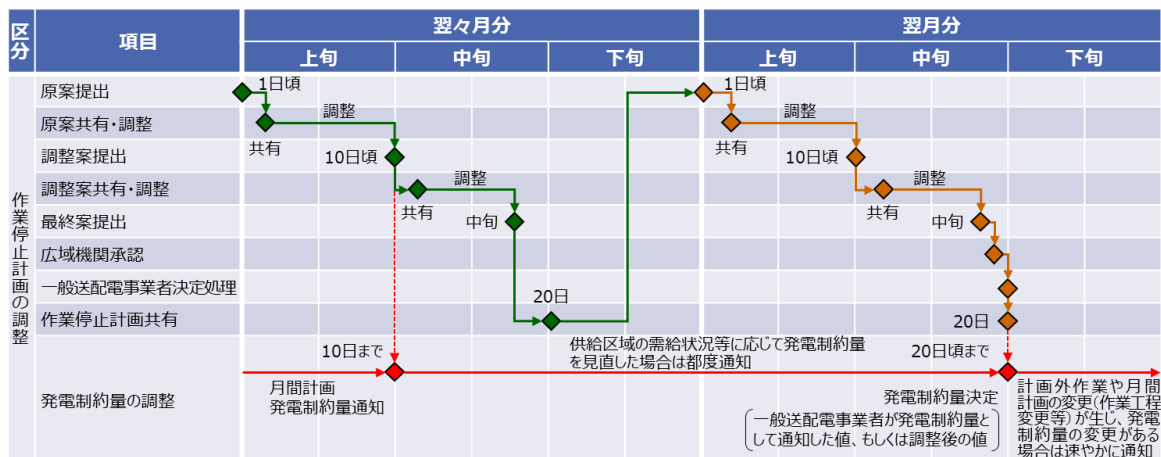 区分
項目
翌々月分
翌月分
上旬
中旬
下旬
上旬
中旬
下旬
作業停止計画の調整
原案提出
1日頃
1日頃
原案共有・調整
調整
共有
調整
共有
調整案提出
10日頃
10日頃
調整案共有・調整
調整
共有
調整
共有
最終案提出
中旬
中旬
広域機関承認
一般送配電事業者決定処理
作業停止計画共有
20日
20日
発電制約量の調整
10日まで
月間計画
発電制約量通知
供給区域の需給状況等に応じて発電制約量
を見直した場合は都度通知
20日頃まで
発電制約量決定
一般送配電事業者が発電制約量と
して通知した値、もしくは調整後の値
計画外作業や月間
計画の変更(作業工程
変更等)が生じ、発電
制約量の変更がある
場合は速やかに通知